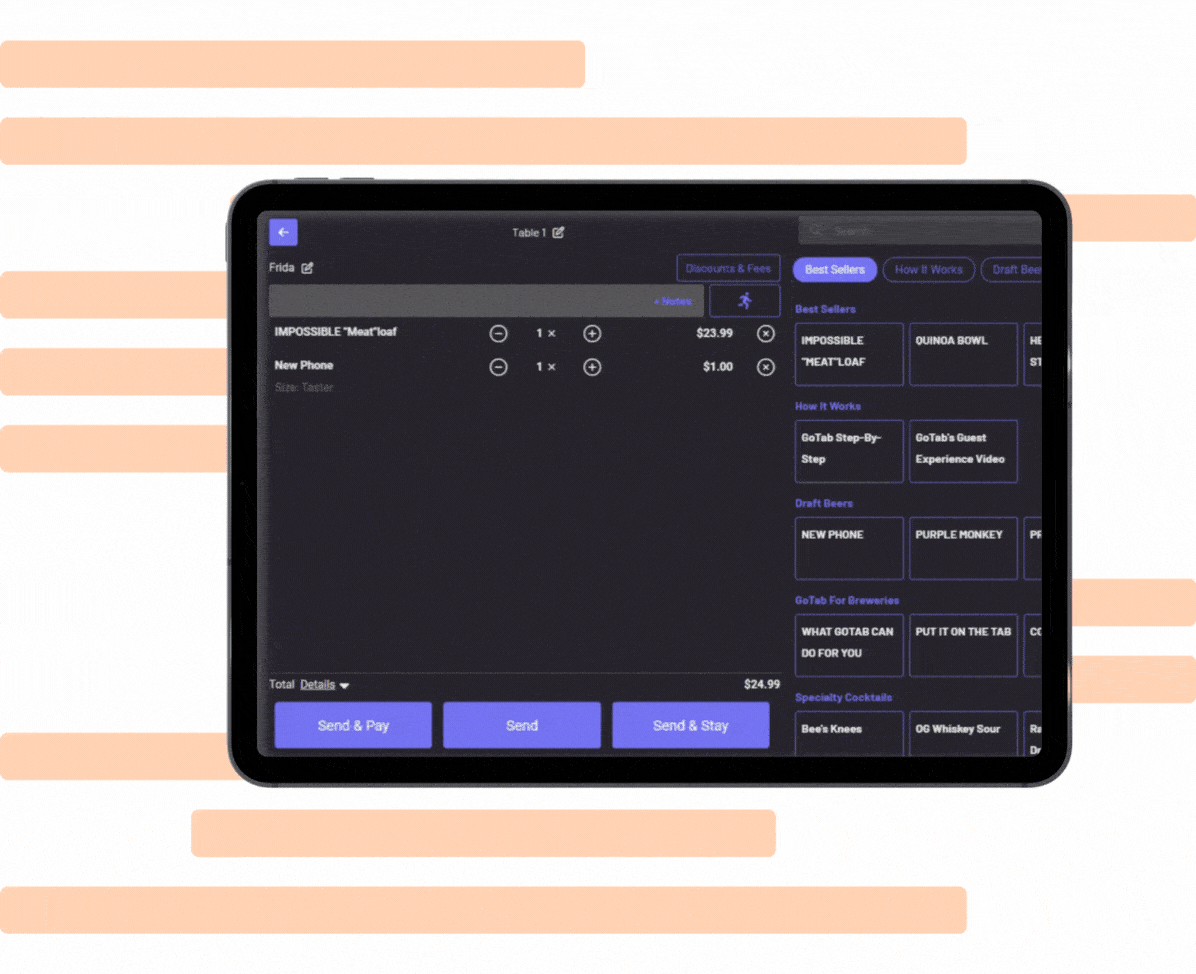 Table 1
Search
Frida
Discounts & Fees
+ Notes
IMPOSSIBLE "Meat"loaf
1 ×
$23.99
New Phone
1 ×
$1.00
Size: Taster
Total Details
$24.99
Send & Pay
Send
Send & Stay
Best Sellers
How It Works
Draft Bee
Best Sellers
IMPOSSIBLE
"MEAT"LOAF
QUINOA BOWL
HE
ST
How It Works
GoTab Step-By-
Step
GoTab's Guest
Experience Video
Draft Beers
NEW PHONE
PURPLE MONKEY
GoTab For Breweries
WHAT GOTAB CAN
DO FOR YOU
PUT IT ON THE TAB
Specialty Cocktails
Bee's Knees
OG Whiskey Sour